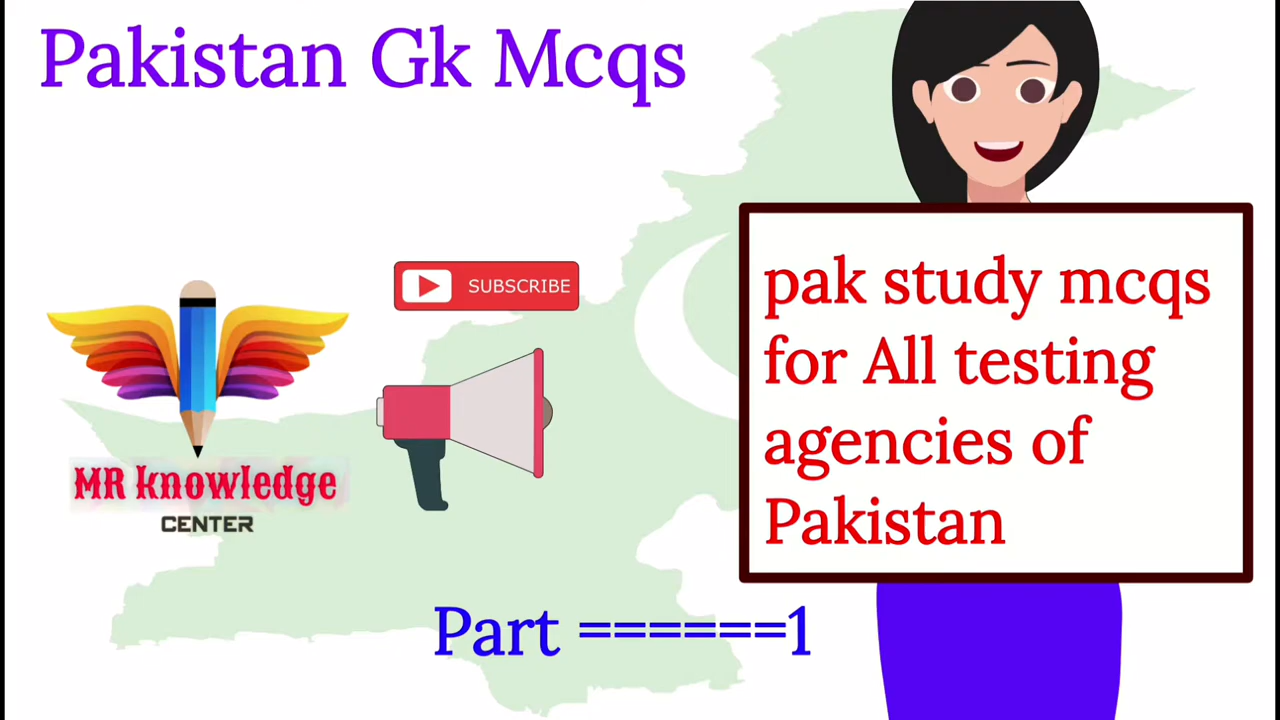 Pakistan Gk Mcqs
SUBSCRIBE
MR knowledge
CENTER
pak study mcqs
for All testing
agencies of
Pakistan
Part ======1